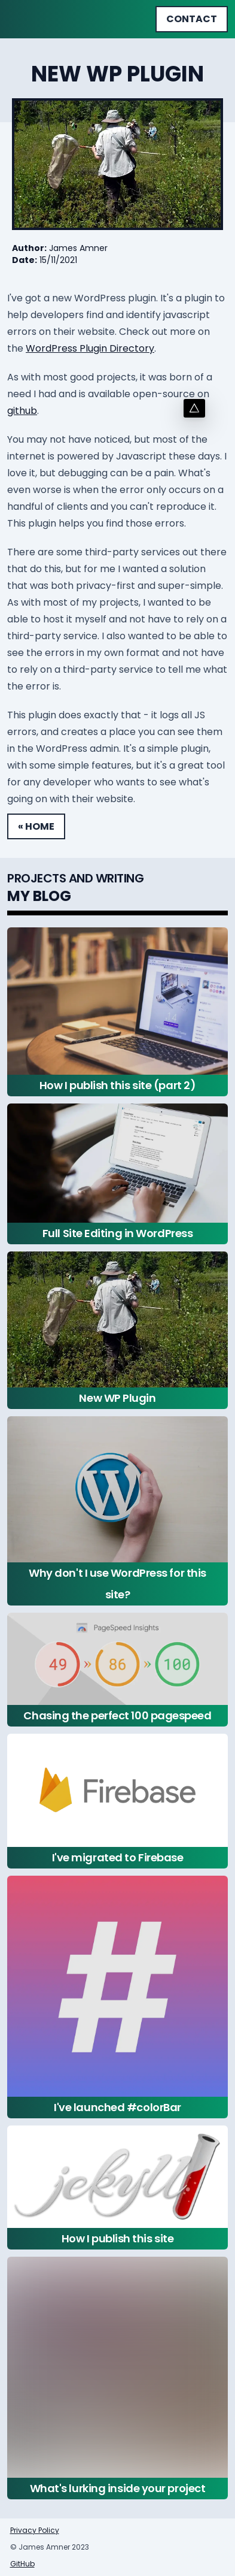 CONTACT
NEW WP PLUGIN
Author: James Amner
Date: 15/11/2021
I've got a new WordPress plugin. It's a plugin to
help developers find and identify javascript
errors on their website. Check out more on
the WordPress Plugin Directory.
As with most good projects, it was born of a
need I had and is available open-source on
github.
You may not have noticed, but most of the
internet is powered by Javascript these days. I
love it, but debugging can be a pain. What's
even worse is when the error only occurs on a
handful of clients and you can't reproduce it.
This plugin helps you find those errors.
There are some third-party services out there
that do this, but for me I wanted a solution
that was both privacy-first and super-simple.
As with most of my projects, I wanted to be
able to host it myself and not have to rely on a
third-party service. I also wanted to be able to
see the errors in my own format and not have
to rely on a third-party service to tell me what
the error is.
This plugin does exactly that - it logs all JS
errors, and creates a place you can see them
in the WordPress admin. It's a simple plugin,
with some simple features, but it's a great tool
for any developer who wants to see what's
going on with their website.
« HOME
PROJECTS AND WRITING
MY BLOG
How I publish this site (part 2)
Full Site Editing in WordPress
New WP Plugin
Why don't I use WordPress for this
site?
PageSpeed Insights
49 » 86 » 100
Chasing the perfect 100 pagespeed
Firebase
I've migrated to Firebase
#
I've launched #colorBar
jekyll
How I publish this site
What's lurking inside your project
Privacy Policy
© James Amner 2023
GitHub